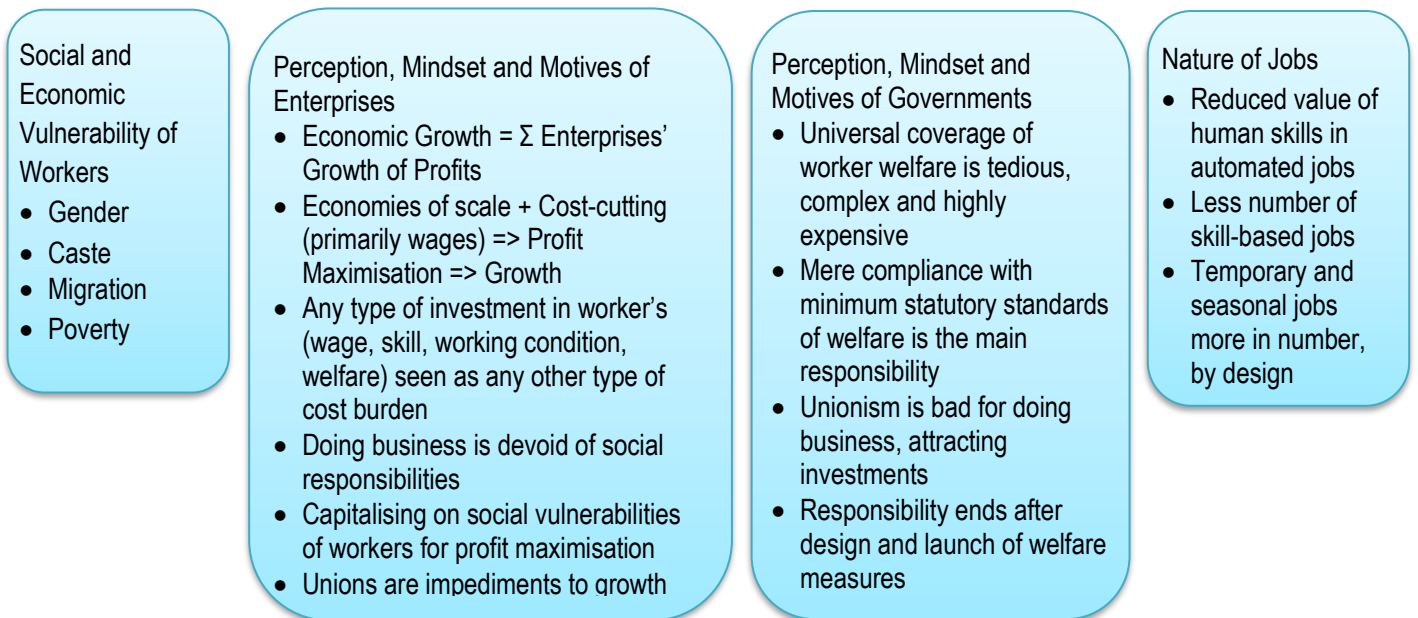 Social and
Economic
Vulnerability of
Workers
• Gender
• Caste
• Migration
• Poverty
Perception, Mindset and Motives of
Enterprises
• Economic Growth = Σ Enterprises’
Growth of Profits
• Economies of scale + Cost-cutting
(primarily wages) => Profit
Maximisation => Growth
• Any type of investment in worker’s
(wage, skill, working condition,
welfare) seen as any other type of
cost burden
• Doing business is devoid of social
responsibilities
• Capitalising on social vulnerabilities
of workers for profit maximisation
• Unions are impediments to growth
Perception, Mindset and
Motives of Governments
• Universal coverage of
worker welfare is tedious,
complex and highly
expensive
• Mere compliance with
minimum statutory standards
of welfare is the main
responsibility
• Unionism is bad for doing
business, attracting
investments
• Responsibility ends after
design and launch of welfare
measures
Nature of Jobs
• Reduced value of
human skills in
automated jobs
• Less number of
skill-based jobs
• Temporary and
seasonal jobs
more in number,
by design